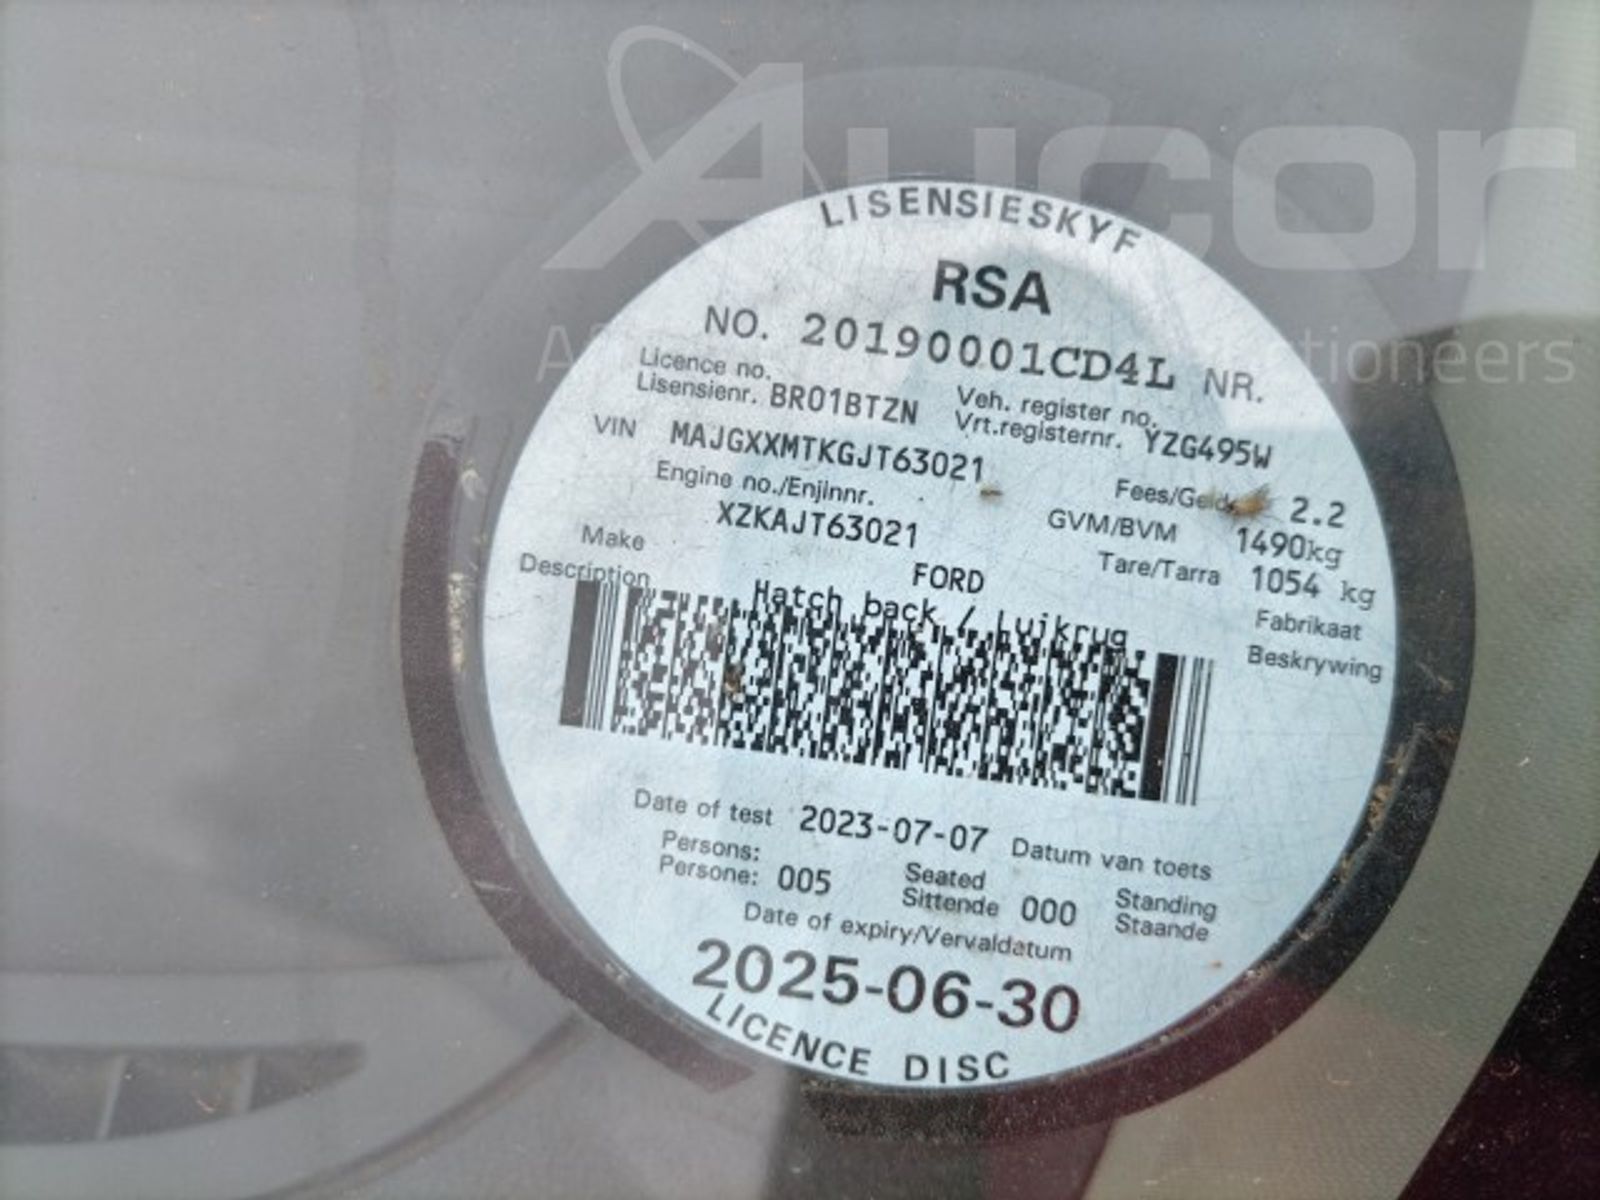 Aucor
LISENSIESKYF
RSA
NO. 20190001CD4L NR.
Licence no.
Lisensienr. BR01BTZN
Veh. register no.
Vrt.registernr. YZG495W
VIN MAJGXXMTKGJT63021
Engine no./Enjinnr.
XZKAJT63021
Fees/Gelde 2.2
GVM/BVM 1490kg
Tare/Tarra 1054 kg
Make FORD Fabrikaat
Description Hatch back / Luikrug Beskrywing
Date of test 2023-07-07 Datum van toets
Persons:
Persone: 005
Seated
Sittende 000
Standing
Staande
Date of expiry/Vervaldatum
2025-06-30
LICENCE DISC